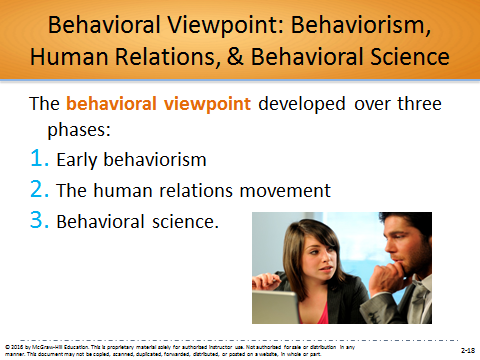 Behavioral Viewpoint: Behaviorism,
Human Relations, & Behavioral Science
The behavioral viewpoint developed over three
phases:
1. Early behaviorism
2. The human relations movement
3. Behavioral science.
© 2016 by McGraw-Hill Education. This is proprietary material solely for authorized instructor use. Not authorized for sale or distribution in any
manner. This document may not be copied, scanned, duplicated, forwarded, distributed, or posted on a website, in whole or part.
2-18